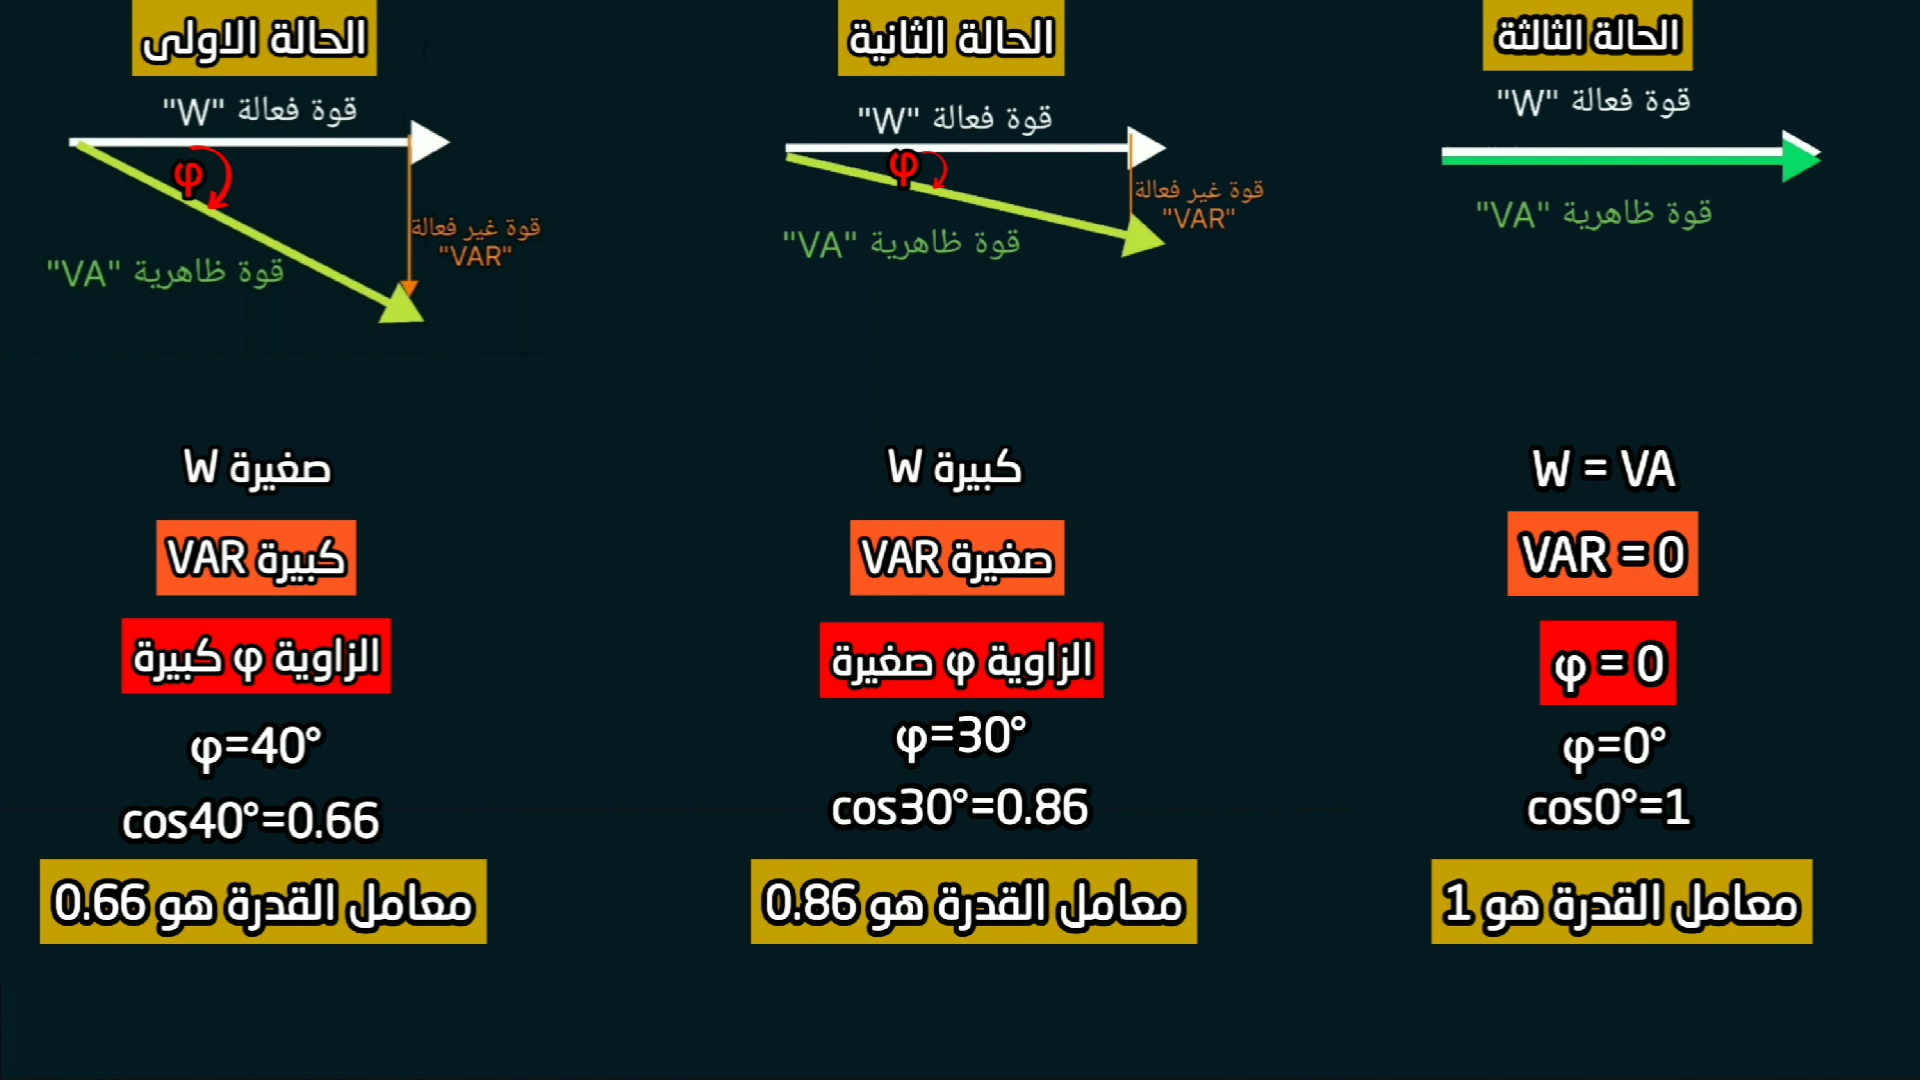 الحالة الاولى
قوة فعالة "W"
φ
قوة غير فعالة
"VAR"
قوة ظاهرية "VA"
صغيرة W
كبيرة VAR
الزاوية φ كبيرة
φ=40°
cos40°=0.66
معامل القدرة هو 0.66
الحالة الثانية
قوة فعالة "W"
φ
قوة غير فعالة
"VAR"
قوة ظاهرية "VA"
كبيرة W
صغيرة VAR
الزاوية φ صغيرة
φ=30°
cos30°=0.86
معامل القدرة هو 0.86
الحالة الثالثة
قوة فعالة "W"
قوة ظاهرية "VA"
W = VA
VAR = 0
φ = 0
φ=0°
cos0°=1
معامل القدرة هو 1